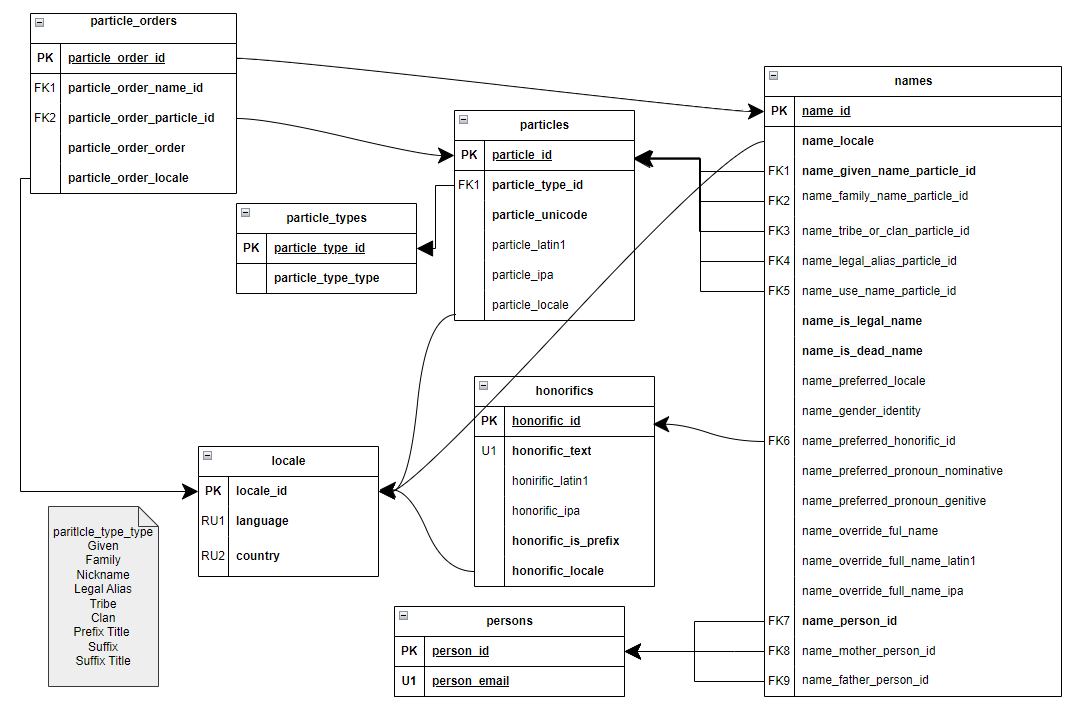 particle_orders
PK particle_order_id
FK1 particle_order_name_id
FK2 particle_order_particle_id
particle_order_order
particle_order_locale
particle_types
PK particle_type_id
particle_type_type
particles
PK particle_id
FK1 particle_type_id
particle_unicode
particle_latin1
particle_ipa
particle_locale
names
PK name_id
name_locale
FK1 name_given_name_particle_id
FK2 name_family_name_particle_id
FK3 name_tribe_or_clan_particle_id
FK4 name_legal_alias_particle_id
FK5 name_use_name_particle_id
name_is_legal_name
name_is_dead_name
name_preferred_locale
name_gender_identity
FK6 name_preferred_honorific_id
name_preferred_pronoun_nominative
name_preferred_pronoun_genitive
name_override_ful_name
name_override_full_name_latin1
name_override_full_name_ipa
FK7 name_person_id
FK8 name_mother_person_id
FK9 name_father_person_id
honorifics
PK honorific_id
U1 honorific_text
honirific_latin1
honorific_ipa
honorific_is_prefix
honorific_locale
locale
PK locale_id
RU1 language
RU2 country
pariticle_type_type
Given
Family
Nickname
Legal Alias
Tribe
Clan
Prefix Title
Suffix
Suffix Title
persons
PK person_id
U1 person_email